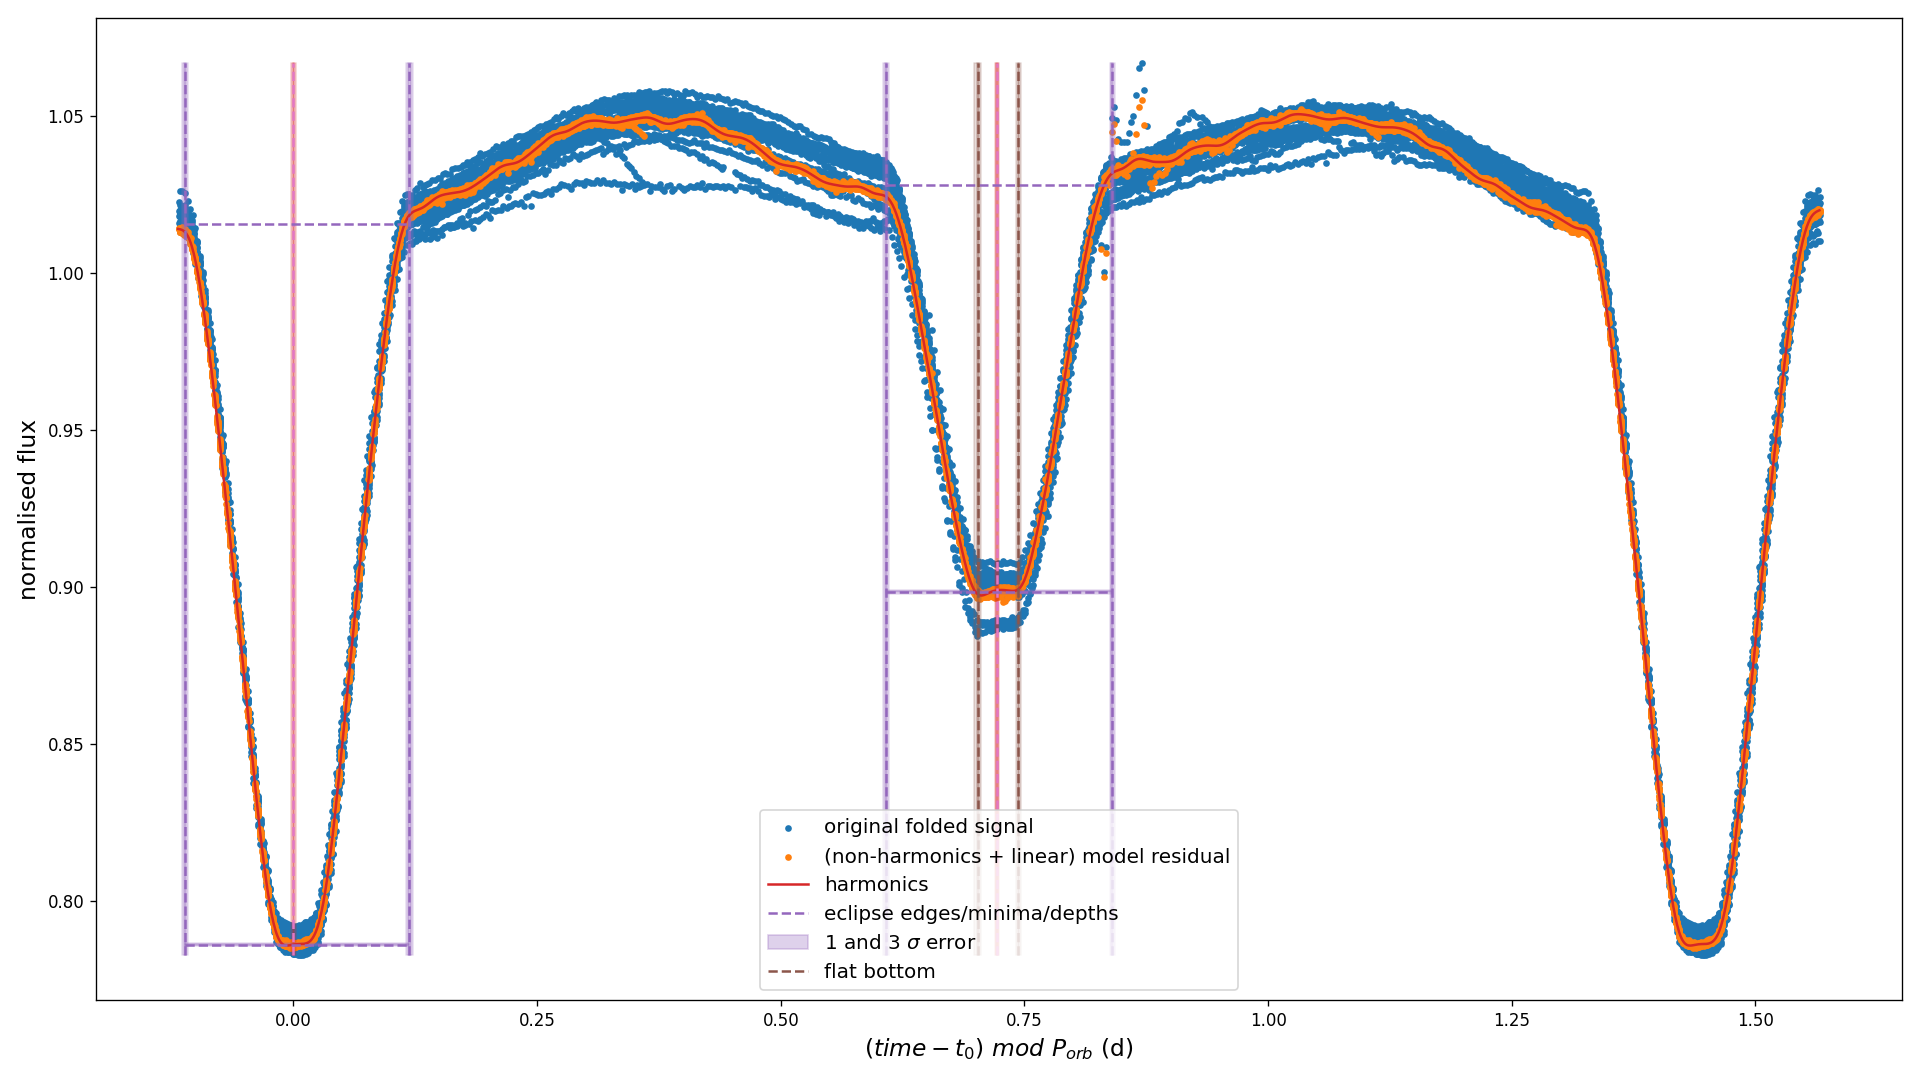 1.05
1.00
0.95
0.90
0.85
0.80
normalised flux
original folded signal
(non-harmonics + linear) model residual
harmonics
eclipse edges/minima/depths
1 and 3 σ error
flat bottom
0.00 0.25 0.50 0.75 1.00 1.25 1.50
(time − t₀) mod Pₒᵣb (d)